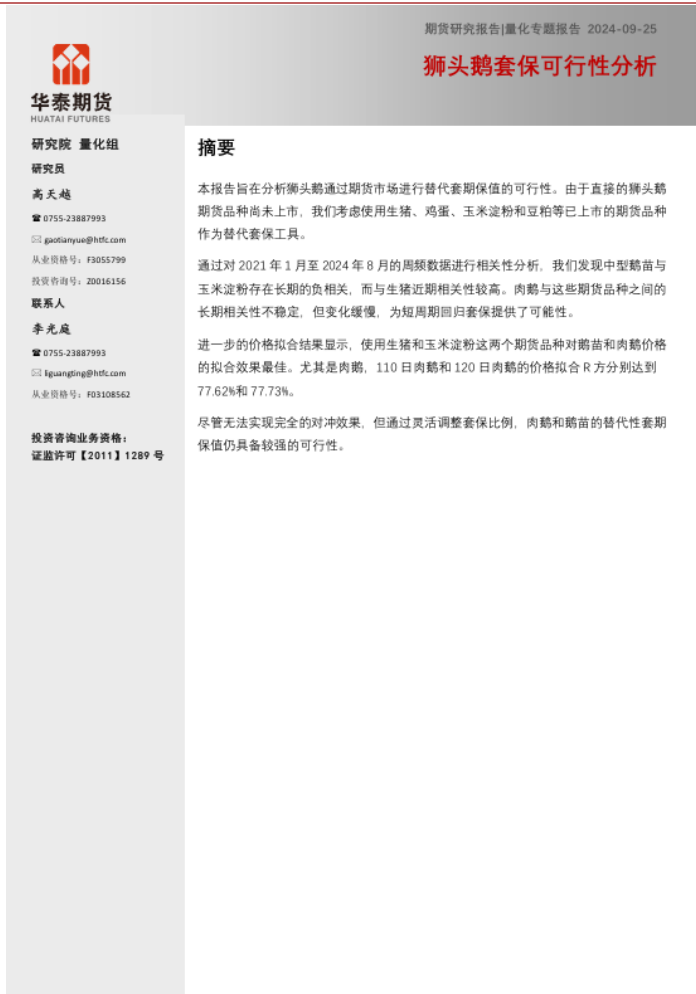 期货研究报告|量化专题报告 2024-09-25
狮头鹅套保可行性分析
华泰期货
HUATAI FUTURES
研究院 量化组
研究员
高天越
☎ 0755-23887993
✉ gaotianyue@htfc.com
从业资格号：F3055799
投资咨询号：Z0016156
联系人
李光庭
☎ 0755-23887993
✉ liguangting@htfc.com
从业资格号：F03108562
投资咨询业务资格：
证监许可【2011】1289 号
摘要
本报告旨在分析狮头鹅通过期货市场进行替代套期保值的可行性。由于直接的狮头鹅
期货品种尚未上市，我们考虑使用生猪、鸡蛋、玉米淀粉和豆粕等已上市的期货品种
作为替代套保工具。
通过对 2021 年 1 月至 2024 年 8 月的周频数据进行相关性分析，我们发现中型鹅苗与
玉米淀粉存在长期的负相关，而与生猪近期相关性较高。肉鹅与这些期货品种之间的
长期相关性不稳定，但变化缓慢，为短周期回归套保提供了可能性。
进一步的价格拟合结果显示，使用生猪和玉米淀粉这两个期货品种对鹅苗和肉鹅价格
的拟合效果最佳。尤其是肉鹅，110 日肉鹅和 120 日肉鹅的价格拟合 R 方分别达到
77.62%和 77.73%。
尽管无法实现完全的对冲效果，但通过灵活调整套保比例，肉鹅和鹅苗的替代性套期
保值仍具备较强的可行性。